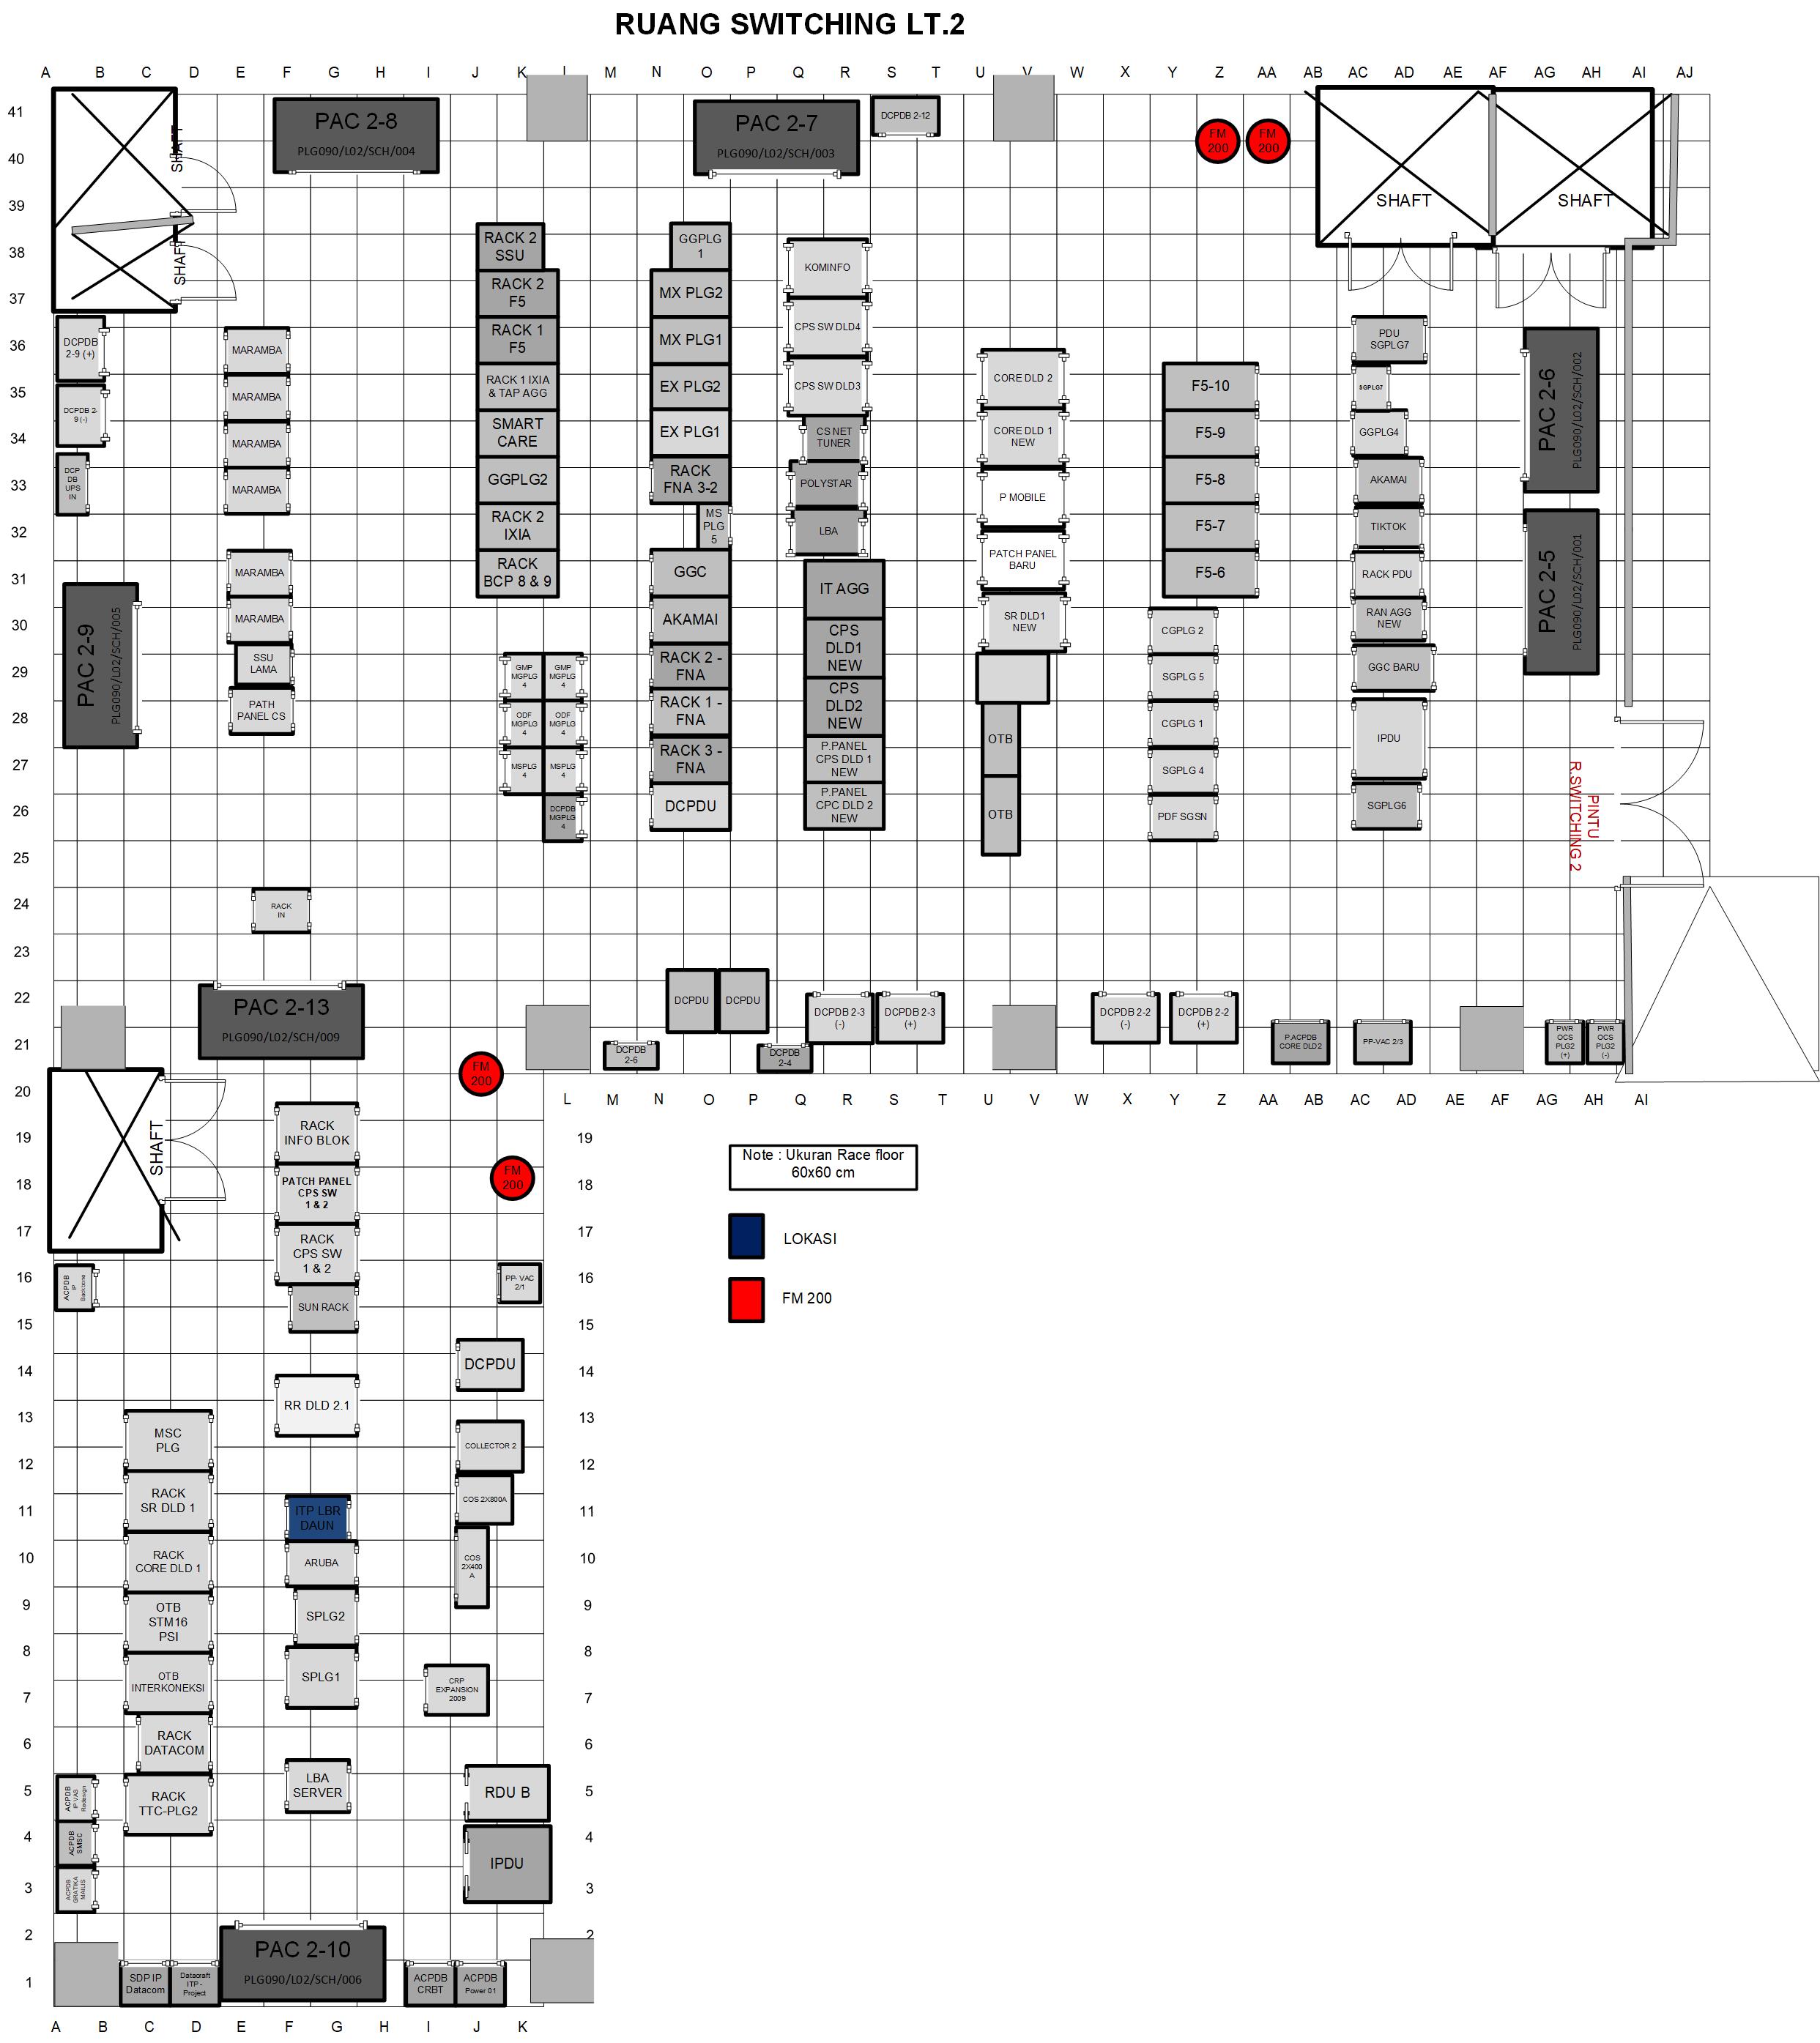 RUANG SWITCHING LT.2
A B C D E F G H I J K L M N O P Q R S T U V W X Y Z AA AB AC AD AE AF AG AH AI AJ
41
PAC 2-8
PLG090/L02/SCH/004
PAC 2-7
PLG090/L02/SCH/003
DCPDB 2-12
FM
200
FM
200
40
SHAFT
SHAFT
SHAFT
SHAFT
39
38
37
36
35
34
33
32
31
30
29
28
27
26
25
24
23
22
21
20
DCPDB
2-9 (+)
DCPDB 2-
9 (-)
DCP
DB
UPS
IN
PAC 2-9
PLG090/L02/SCH/005
MARAMBA
MARAMBA
MARAMBA
MARAMBA
MARAMBA
MARAMBA
SSU
LAMA
PATH
PANEL CS
RACK
IN
RACK 2
SSU
RACK 2
F5
RACK 1
F5
RACK 1 IXIA
& TAP AGG
SMART
CARE
GGPLG2
RACK 2
IXIA
RACK
BCP 8 & 9
GMP
MGPLG
4
GMP
MGPLG
4
ODF
MGPLG
4
ODF
MGPLG
4
MSPLG
4
MSPLG
4
DCPDB
MGPLG
4
GGPLG
1
MX PLG2
MX PLG1
EX PLG2
EX PLG1
RACK
FNA 3-2
MS
PLG
5
GGC
AKAMAI
RACK 2 -
FNA
RACK 1 -
FNA
RACK 3 -
FNA
DCPDU
KOMINFO
CPS SW DLD4
CPS SW DLD3
CS NET
TUNER
POLYSTAR
LBA
IT AGG
CPS
DLD1
NEW
CPS
DLD2
NEW
P.PANEL
CPS DLD 1
NEW
P.PANEL
CPC DLD 2
NEW
CORE DLD 2
CORE DLD 1
NEW
P MOBILE
PATCH PANEL
BARU
SR DLD1
NEW
OTB
OTB
F5-10
F5-9
F5-8
F5-7
F5-6
CGPLG 2
SGPLG 5
CGPLG 1
SGPLG 4
PDF SGSN
PDU
SGPLG7
SGPLG7
GGPLG4
AKAMAI
TIKTOK
RACK PDU
RAN AGG
NEW
GGC BARU
IPDU
SGPLG6
PAC 2-6
PLG090/L02/SCH/002
PAC 2-5
PLG090/L02/SCH/001
PINTU
R.SWITCHING 2
PAC 2-13
PLG090/L02/SCH/009
FM
200
DCPDB
2-6
DCPDU
DCPDU
DCPDB
2-4
DCPDB 2-3
(-)
DCPDB 2-3
(+)
DCPDB 2-2
(-)
DCPDB 2-2
(+)
P.ACPDB
CORE DLD2
PP-VAC 2/3
PWR
OCS
PLG2
(+)
PWR
OCS
PLG2
(-)
L M N O P Q R S T U V W X Y Z AA AB AC AD AE AF AG AH AI
19
18
17
16
15
14
13
12
11
10
9
8
7
6
5
4
3
2
1
SHAFT
ACPDB
IP
Backbone
RACK
INFO BLOK
PATCH PANEL
CPS SW
1 & 2
RACK
CPS SW
1 & 2
SUN RACK
RR DLD 2.1
FM
200
PP- VAC
2/1
DCPDU
COLLECTOR 2
COS 2X800A
COS
2X400
A
CRP
EXPANSION
2009
RDU B
IPDU
MSC
PLG
RACK
SR DLD 1
RACK
CORE DLD 1
OTB
STM16
PSI
OTB
INTERKONEKSI
RACK
DATACOM
RACK
TTC-PLG2
ITP LBR
DAUN
ARUBA
SPLG2
SPLG1
LBA
SERVER
ACPDB
IP VAS
Redesign
ACPDB
SMSC
ACPDB
GRATIKA
MAILIS
SDP IP
Datacom
Datacraft
ITP -
Project
PAC 2-10
PLG090/L02/SCH/006
ACPDB
CRBT
ACPDB
Power 01
19
18
17
16
15
14
13
12
11
10
9
8
7
6
5
4
3
2
A B C D E F G H I J K
Note : Ukuran Race floor
60x60 cm
LOKASI
FM 200